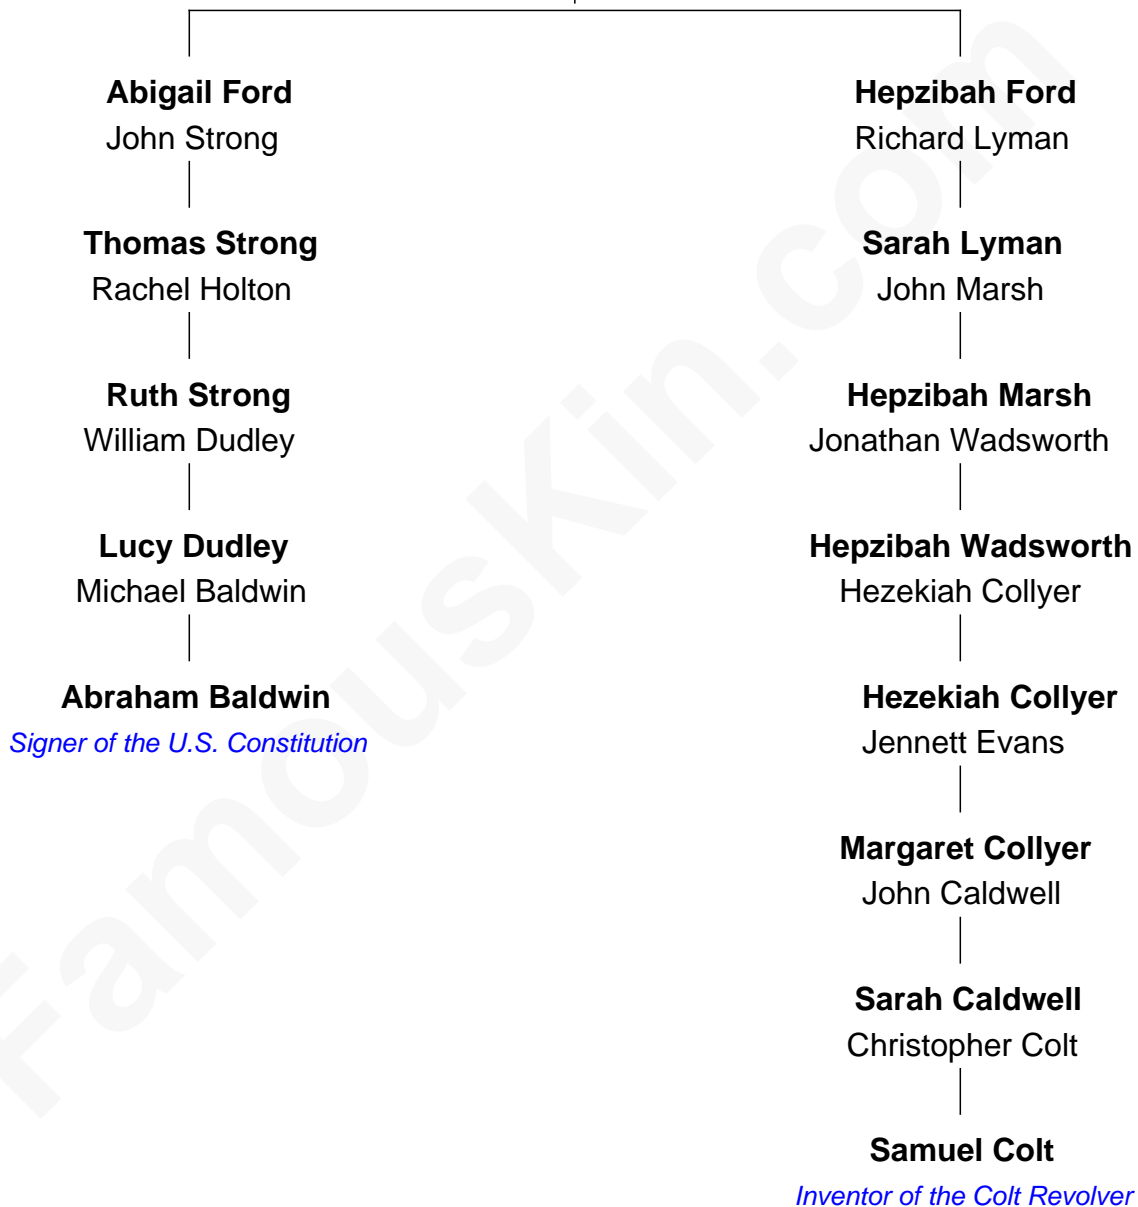 Abigail Ford
John Strong
Thomas Strong
Rachel Holton
Ruth Strong
William Dudley
Lucy Dudley
Michael Baldwin
Abraham Baldwin
Signer of the U.S. Constitution
Hepzibah Ford
Richard Lyman
Sarah Lyman
John Marsh
Hepzibah Marsh
Jonathan Wadsworth
Hepzibah Wadsworth
Hezekiah Collyer
Hezekiah Collyer
Jennett Evans
Margaret Collyer
John Caldwell
Sarah Caldwell
Christopher Colt
Samuel Colt
Inventor of the Colt Revolver
FamousKin.com